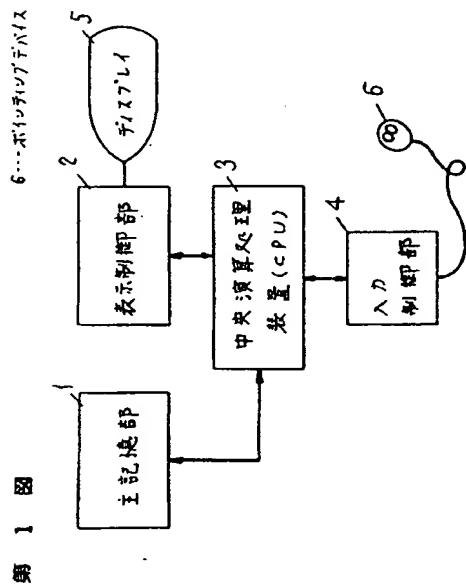 第 1 図
6…ポインティングデバイス
1
主記憶部
2
表示制御部
5
ディスプレイ
3
中央演算処理
装置(CPU)
4
入力
制御部
6